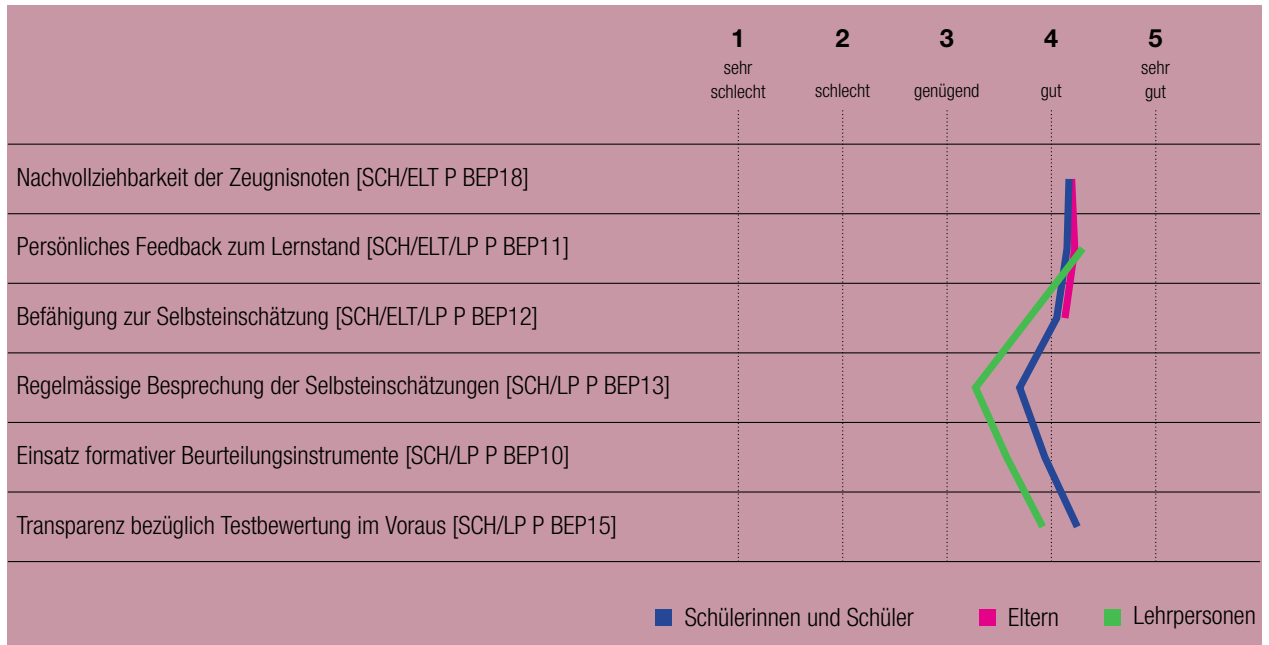 1 2 3 4 5
sehr schlecht schlecht genügend gut sehr gut
Nachvollziehbarkeit der Zeugnisnoten [SCH/ELT P BEP18]
Persönliches Feedback zum Lernstand [SCH/ELT/LP P BEP11]
Befähigung zur Selbsteinschätzung [SCH/ELT/LP P BEP12]
Regelmässige Besprechung der Selbsteinschätzungen [SCH/LP P BEP13]
Einsatz formativer Beurteilungsinstrumente [SCH/LP P BEP10]
Transparenz bezüglich Testbewertung im Voraus [SCH/LP P BEP15]
Schülerinnen und Schüler Eltern Lehrpersonen